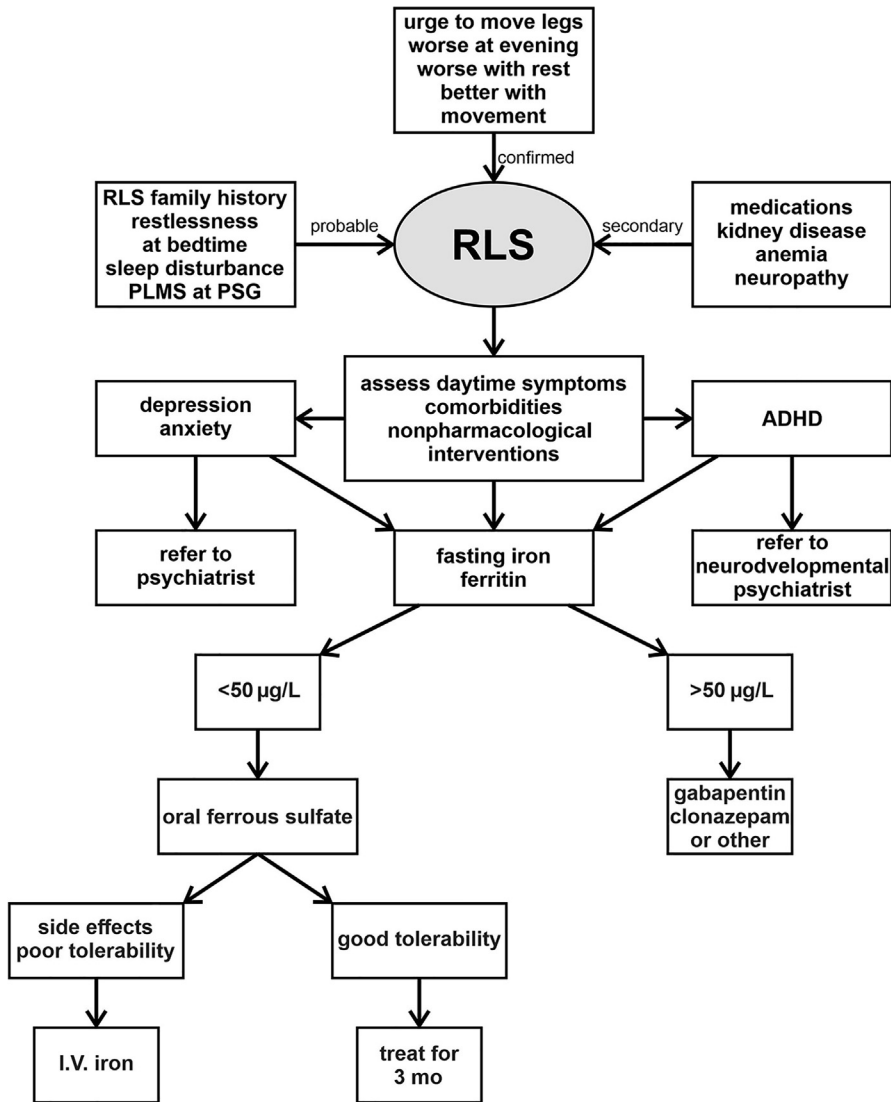 urge to move legs
worse at evening
worse with rest
better with
movement
confirmed
RLS family history
restlessness
at bedtime
sleep disturbance
PLMS at PSG
probable
RLS
secondary
medications
kidney disease
anemia
neuropathy
depression
anxiety
assess daytime symptoms
comorbidities
nonpharmacological
interventions
ADHD
refer to
psychiatrist
fasting iron
ferritin
refer to
neurodvelopmental
psychiatrist
<50 µg/L
>50 µg/L
oral ferrous sulfate
gabapentin
clonazepam
or other
side effects
poor tolerability
good tolerability
I.V. iron
treat for
3 mo